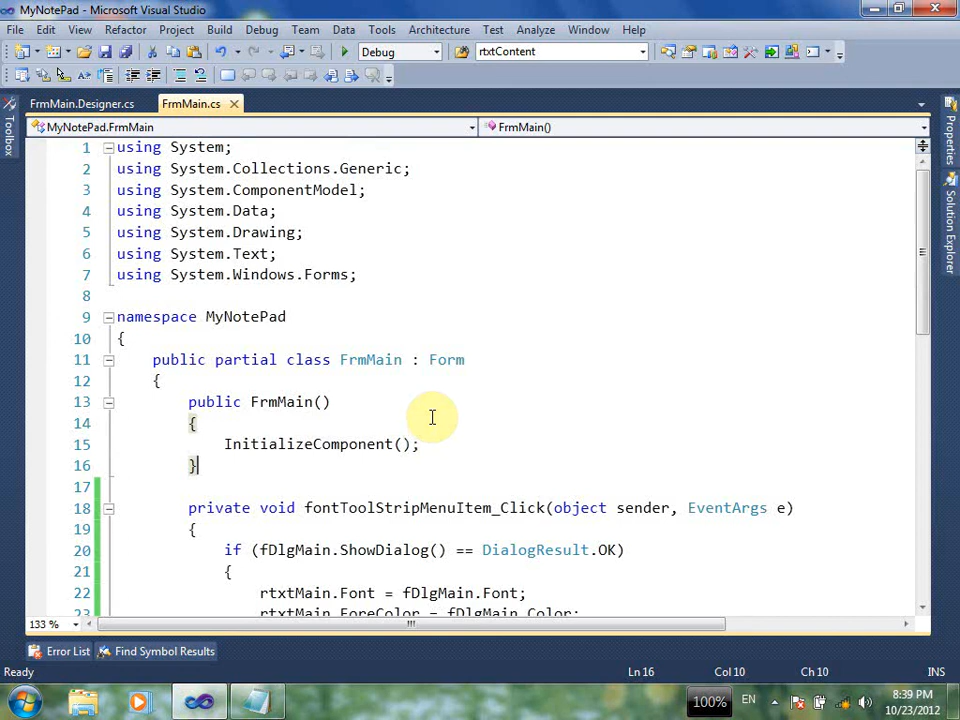 MyNotePad - Microsoft Visual Studio
File Edit View Refactor Project Build Debug Team Data Tools Architecture Test Analyze Window Help
Debug rtxtContent
FrmMain.Designer.cs FrmMain.cs
MyNotePad.FrmMain FrmMain()
Toolbox
Properties
Solution Explorer
1 using System;
2 using System.Collections.Generic;
3 using System.ComponentModel;
4 using System.Data;
5 using System.Drawing;
6 using System.Text;
7 using System.Windows.Forms;
8
9 namespace MyNotePad
10 {
11 public partial class FrmMain : Form
12 {
13 public FrmMain()
14 {
15 InitializeComponent();
16 }
17
18 private void fontToolStripMenuItem_Click(object sender, EventArgs e)
19 {
20 if (fDlgMain.ShowDialog() == DialogResult.OK)
21 {
22 rtxtMain.Font = fDlgMain.Font;
23 rtxtMain.ForeColor = fDlgMain.Color;
133 %
Error List Find Symbol Results
Ready Ln 16 Col 10 Ch 10 INS
100% EN 8:39 PM
10/23/2012